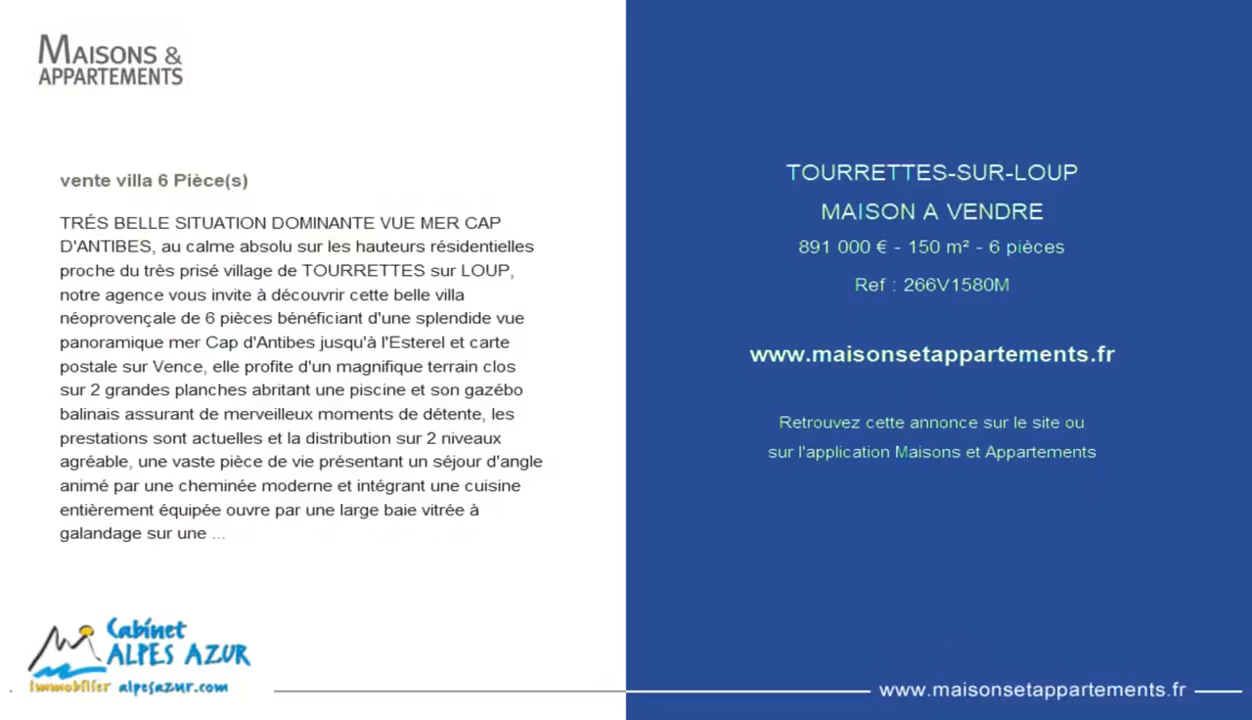 MAISONS &
APPARTEMENTS
vente villa 6 Pièce(s)
TRÉS BELLE SITUATION DOMINANTE VUE MER CAP
D'ANTIBES, au calme absolu sur les hauteurs résidentielles
proche du très prisé village de TOURRETTES sur LOUP,
notre agence vous invite à découvrir cette belle villa
néoprovençale de 6 pièces bénéficiant d'une splendide vue
panoramique mer Cap d'Antibes jusqu'à l'Esterel et carte
postale sur Vence, elle profite d'un magnifique terrain clos
sur 2 grandes planches abritant une piscine et son gazébo
balinais assurant de merveilleux moments de détente, les
prestations sont actuelles et la distribution sur 2 niveaux
agréable, une vaste pièce de vie présentant un séjour d'angle
animé par une cheminée moderne et intégrant une cuisine
entièrement équipée ouvre par une large baie vitrée à
galandage sur une ...
Cabinet
ALPES AZUR
Immobilier alpesazur.com
TOURRETTES-SUR-LOUP
MAISON A VENDRE
891 000 € - 150 m² - 6 pièces
Ref : 266V1580M
www.maisonsetappartements.fr
Retrouvez cette annonce sur le site ou
sur l'application Maisons et Appartements
www.maisonsetappartements.fr